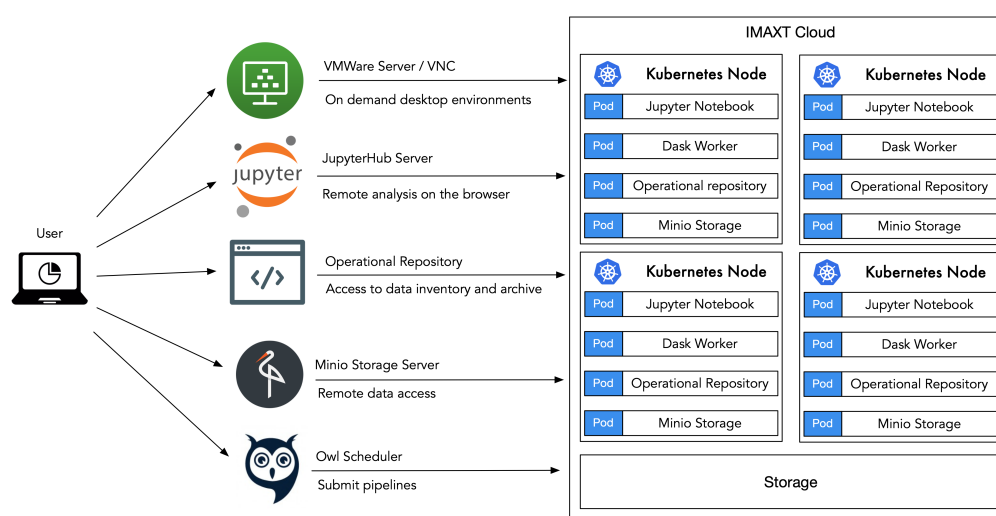 IMAXT Cloud
VMWare Server / VNC
On demand desktop environments
JupyterHub Server
jupyter
Remote analysis on the browser
User
Operational Repository
</>
Access to data inventory and archive
Minio Storage Server
Remote data access
Owl Scheduler
Submit pipelines
Kubernetes Node
Pod Jupyter Notebook
Pod Dask Worker
Pod Operational repository
Pod Minio Storage
Kubernetes Node
Pod Jupyter Notebook
Pod Dask Worker
Pod Operational Repository
Pod Minio Storage
Kubernetes Node
Pod Jupyter Notebook
Pod Dask Worker
Pod Operational Repository
Pod Minio Storage
Kubernetes Node
Pod Jupyter Notebook
Pod Dask Worker
Pod Operational Repository
Pod Minio Storage
Storage